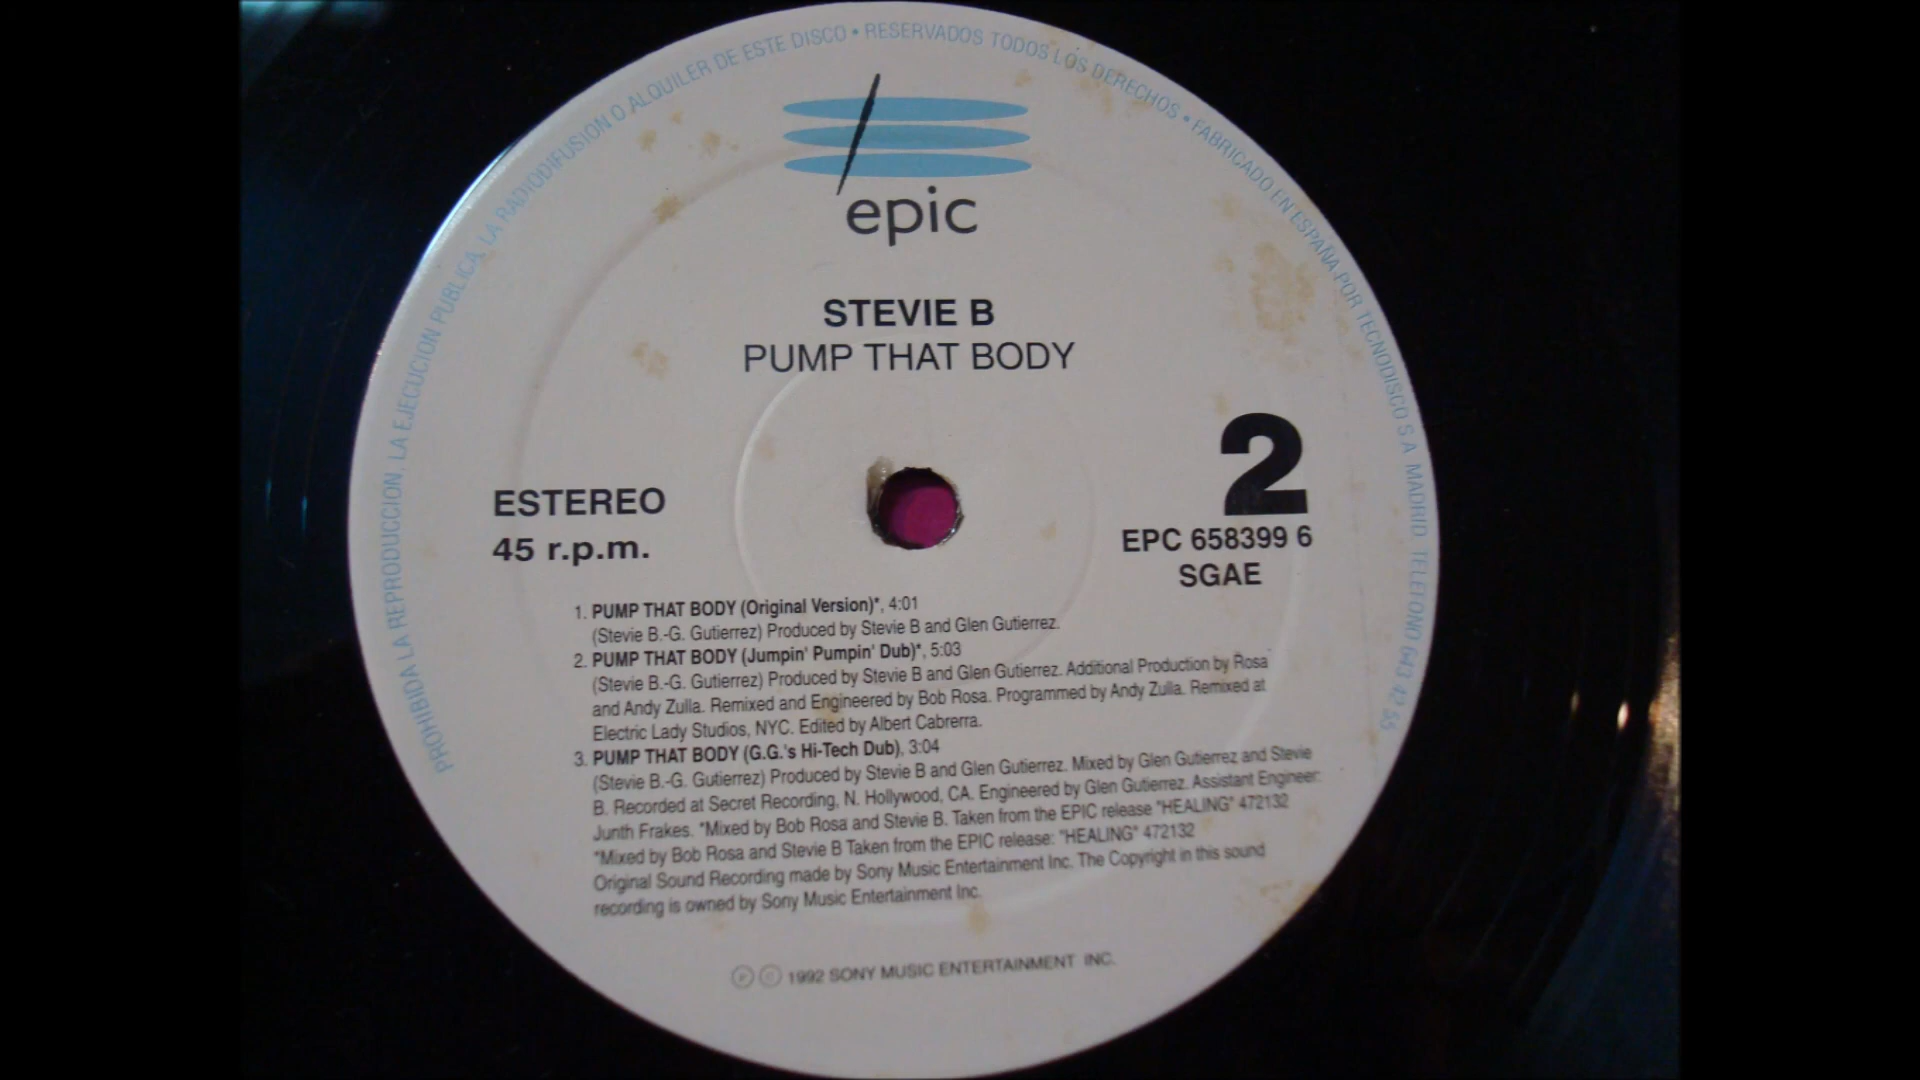 PROHIBIDA LA REPRODUCCION, LA EJECUCION PUBLICA, LA RADIODIFUSION O ALQUILER DE ESTE DISCO • RESERVADOS TODOS LOS DERECHOS • FABRICADO EN ESPAÑA POR TECNODISCO S A MADRID TELEFONO 643 42 55
epic
STEVIE B
PUMP THAT BODY
2
ESTEREO
45 r.p.m.
EPC 658399 6
SGAE
1. PUMP THAT BODY (Original Version)*, 4:01
(Stevie B.-G. Gutierrez) Produced by Stevie B and Glen Gutierrez.
2. PUMP THAT BODY (Jumpin' Pumpin' Dub)*, 5:03
(Stevie B.-G. Gutierrez) Produced by Stevie B and Glen Gutierrez. Additional Production by Rosa
and Andy Zulla. Remixed and Engineered by Bob Rosa. Programmed by Andy Zulla. Remixed at
Electric Lady Studios, NYC. Edited by Albert Cabrerra.
3. PUMP THAT BODY (G.G.'s Hi-Tech Dub), 3:04
(Stevie B.-G. Gutierrez) Produced by Stevie B and Glen Gutierrez. Mixed by Glen Gutierrez and Stevie
B. Recorded at Secret Recording, N. Hollywood, CA. Engineered by Glen Gutierrez. Assistant Engineer:
Junth Frakes. *Mixed by Bob Rosa and Stevie B. Taken from the EPIC release "HEALING" 472132
*Mixed by Bob Rosa and Stevie B Taken from the EPIC release: "HEALING" 472132
Original Sound Recording made by Sony Music Entertainment Inc. The Copyright in this sound
recording is owned by Sony Music Entertainment Inc.
Ⓟ © 1992 SONY MUSIC ENTERTAINMENT INC.